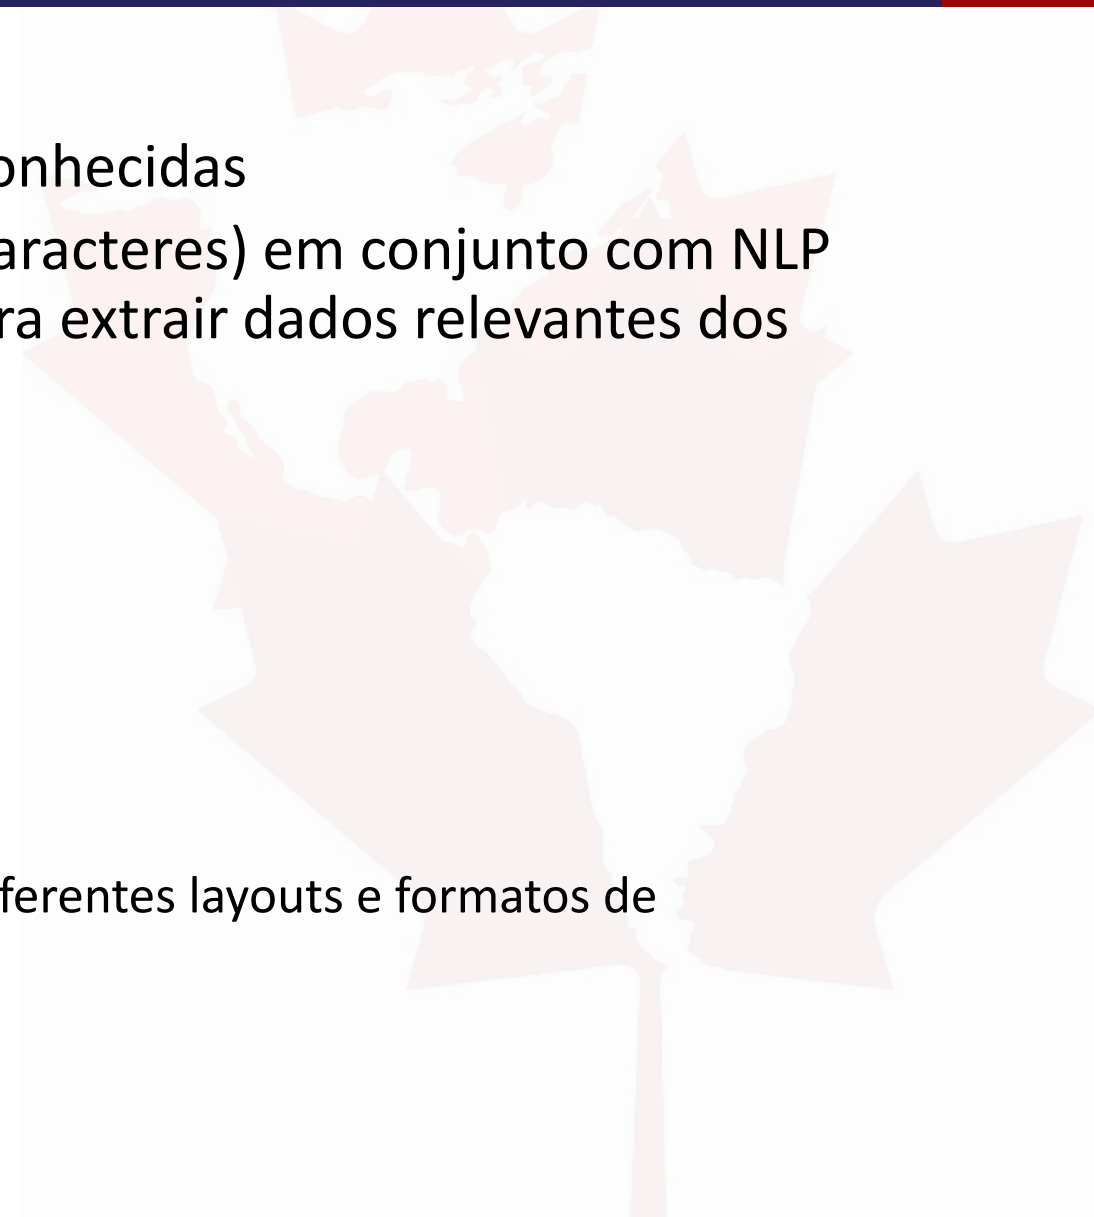 onhecidas
aracteres) em conjunto com NLP
ra extrair dados relevantes dos
ferentes layouts e formatos de